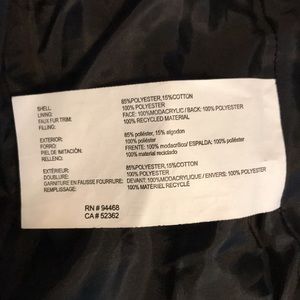 SHELL: 85%POLYESTER,15%COTTON
LINING: 100% POLYESTER
FAUX FUR TRIM: FACE: 100%MODACRYLIC / BACK: 100% POLYESTER
FILLING: 100% RECYCLED MATERIAL
EXTERIOR: 85% poliéster, 15% algodon
FORRO: 100% poliéster
PIEL DE IMITACIÓN: FRENTE: 100% ESPALDA: 100% poliéster
RELLENO: 100% material reciclado
EXTÉRIEUR: 85%POLYESTER,15%COTTON
DOUBLURE: 100% POLYESTER
GARNITURE EN FAUSSE FOURRURE: DEVANT: 100%MODACRYLIQUE / ENVERS: 100% POLYESTER
REMPLISSAGE: 100% MATERIEL RECYCLÉ
RN # 94468
CA # 52362